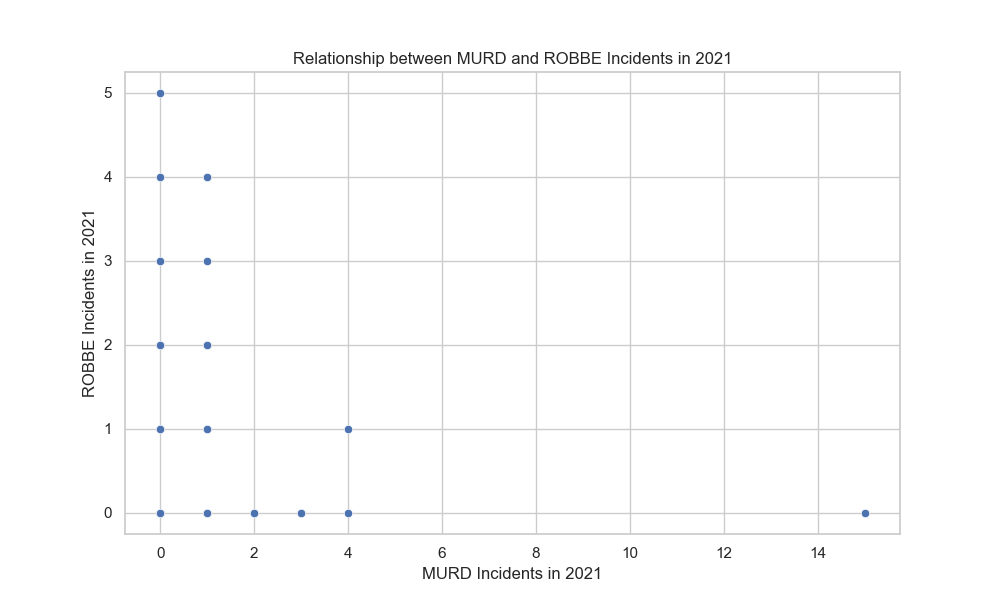 Relationship between MURD and ROBBE Incidents in 2021
5
4
3
2
1
0
ROBBE Incidents in 2021
0 2 4 6 8 10 12 14
MURD Incidents in 2021